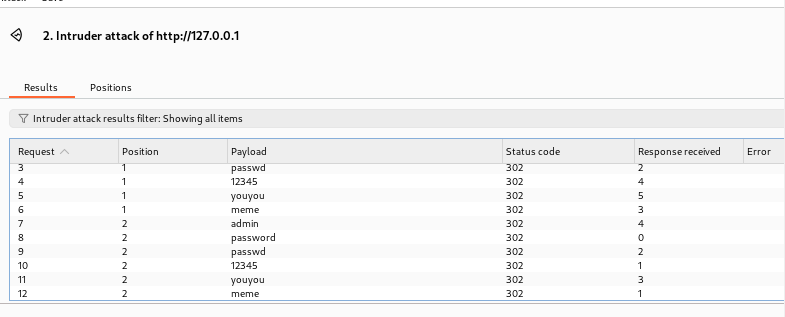 2. Intruder attack of http://127.0.0.1
Results Positions
Intruder attack results filter: Showing all items
Request Position Payload Status code Response received Error
3 1 passwd 302 2
4 1 12345 302 4
5 1 youyou 302 5
6 1 meme 302 3
7 2 admin 302 4
8 2 password 302 0
9 2 passwd 302 2
10 2 12345 302 1
11 2 youyou 302 3
12 2 meme 302 1